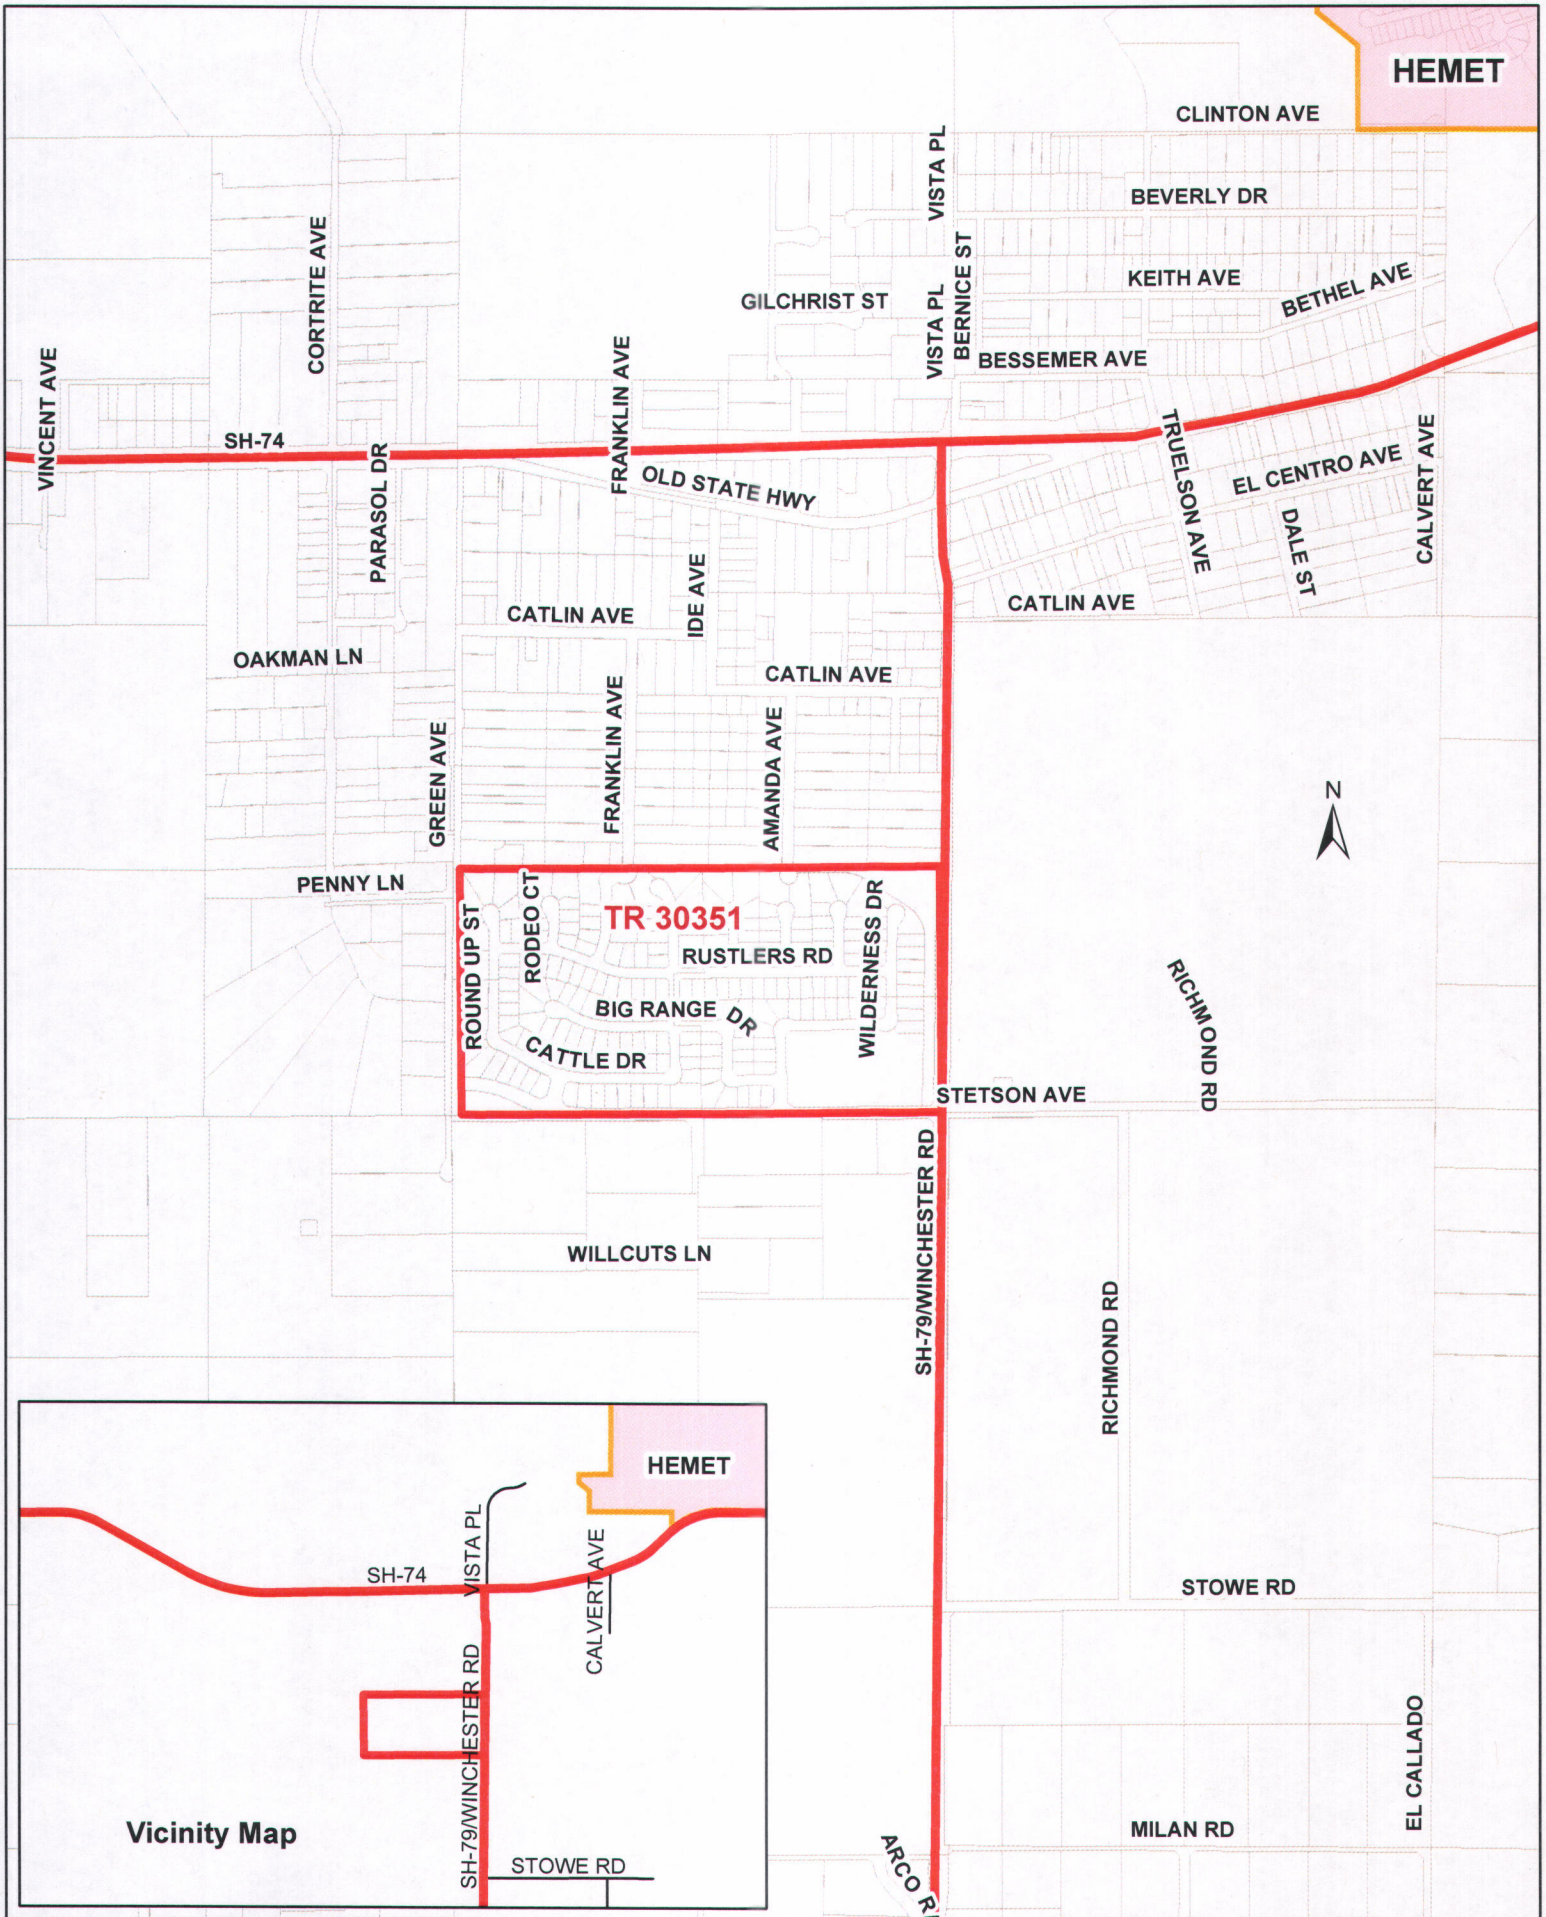 HEMET
CLINTON AVE
VISTA PL
BEVERLY DR
CORTRITE AVE
BERNICE ST
KEITH AVE
BETHEL AVE
GILCHRIST ST
VISTA PL
BESSEMER AVE
VINCENT AVE
FRANKLIN AVE
SH-74
TRUELSON AVE
CALVERT AVE
PARASOL DR
OLD STATE HWY
EL CENTRO AVE
DALE ST
IDE AVE
CATLIN AVE
CATLIN AVE
OAKMAN LN
CATLIN AVE
FRANKLIN AVE
AMANDA AVE
GREEN AVE
N
PENNY LN
RODEO CT
TR 30351
WILDERNESS DR
ROUND UP ST
RUSTLERS RD
RICHMOND RD
BIG RANGE DR
CATTLE DR
STETSON AVE
SH-79/WINCHESTER RD
WILLCUTS LN
RICHMOND RD
STOWE RD
EL CALLADO
MILAN RD
ARCO
HEMET
VISTA PL
SH-74
CALVERT AVE
SH-79/WINCHESTER RD
Vicinity Map
STOWE RD